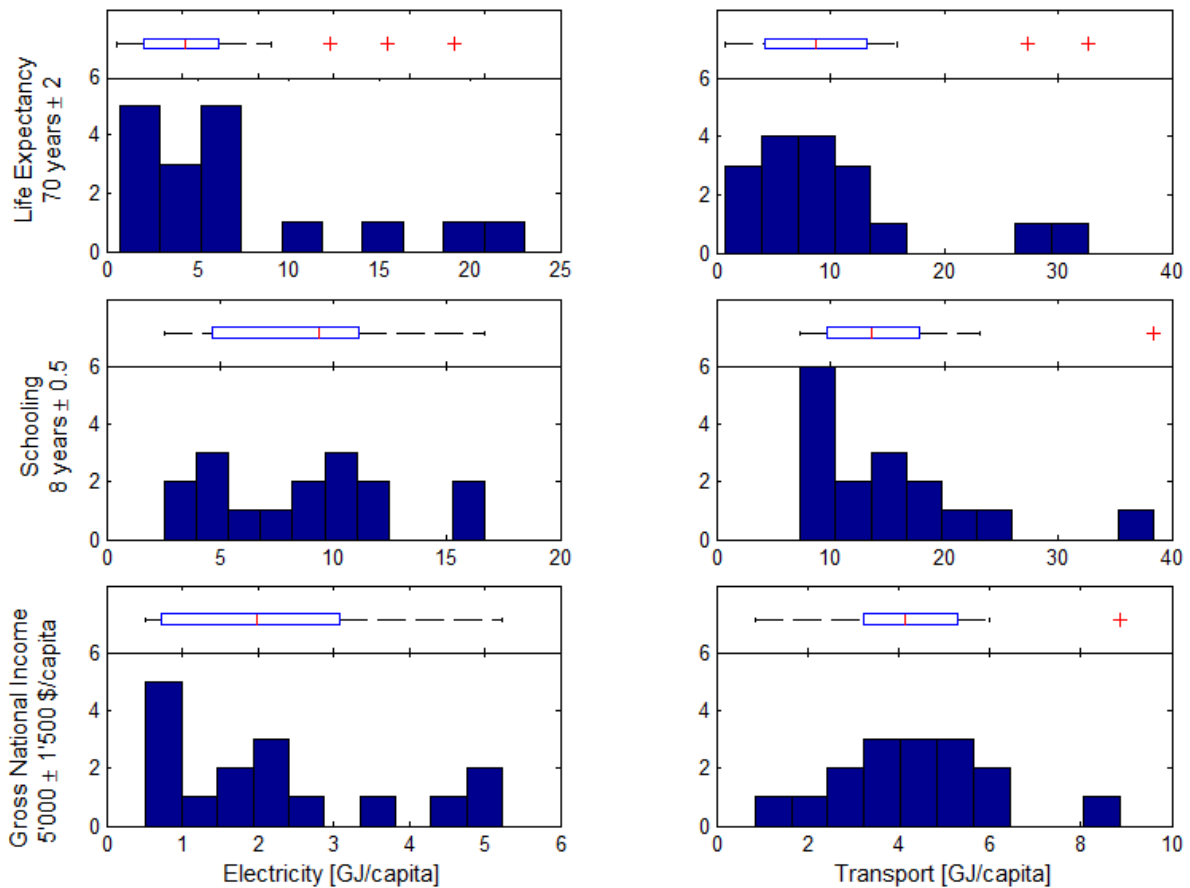 Life Expectancy
70 years ± 2
6
4
2
0
0 5 10 15 20 25
6
4
2
0
0 10 20 30 40
Schooling
8 years ± 0.5
6
4
2
0
0 5 10 15 20
6
4
2
0
0 10 20 30 40
Gross National Income
5'000 ± 1'500 $/capita
6
4
2
0
0 1 2 3 4 5 6
Electricity [GJ/capita]
6
4
2
0
0 2 4 6 8 10
Transport [GJ/capita]